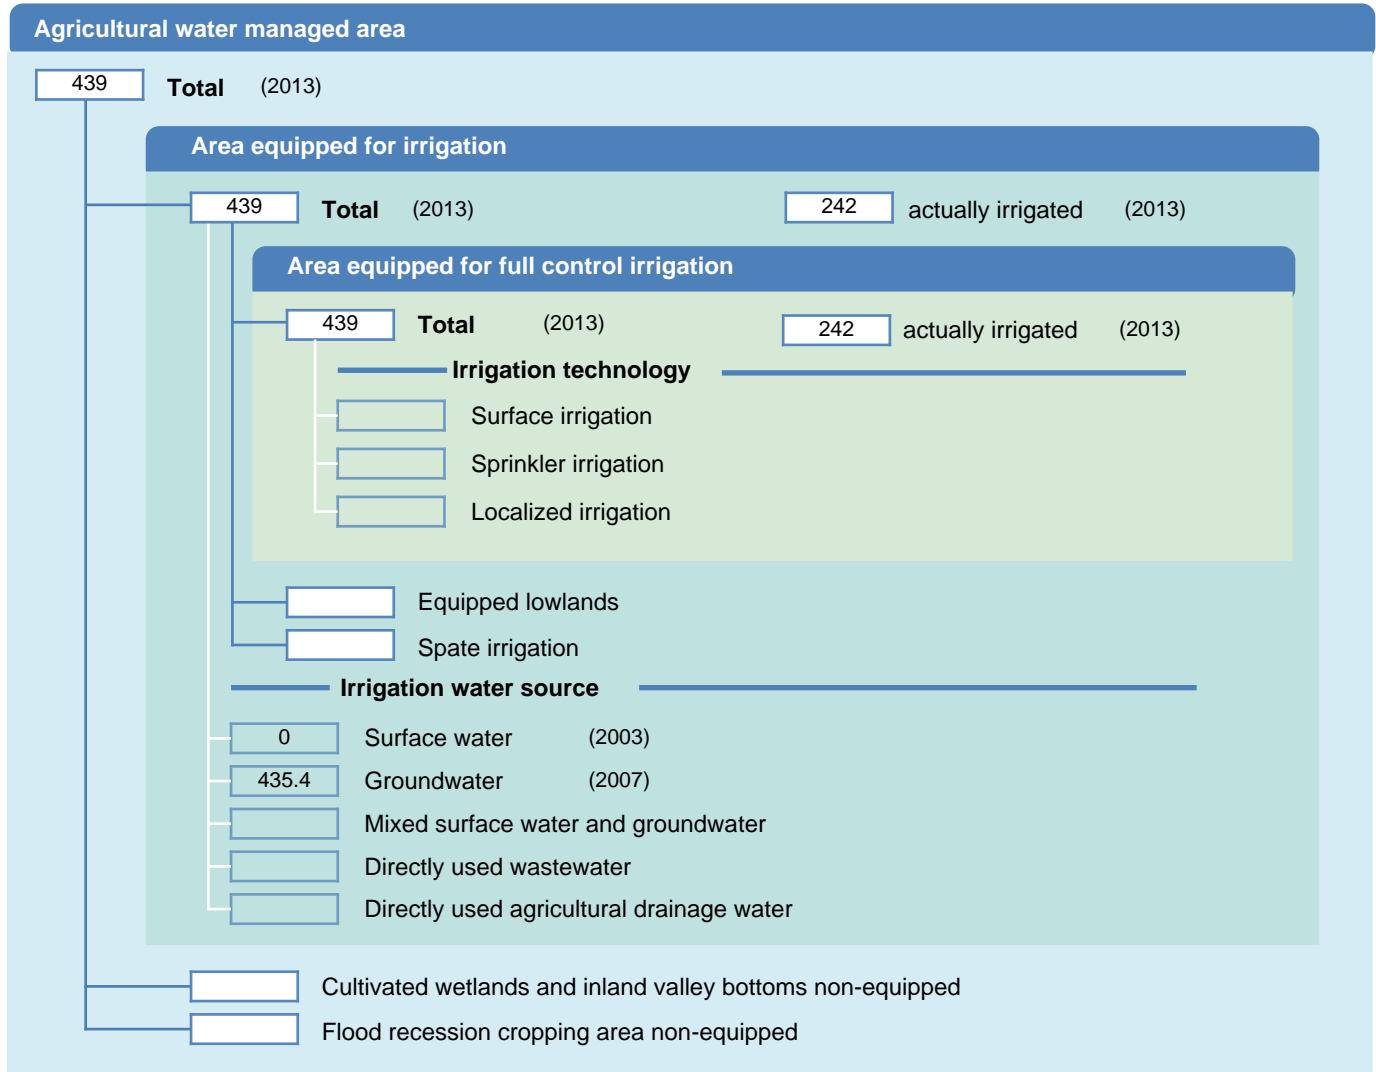 Agricultural water managed area
439 Total (2013)
Area equipped for irrigation
439 Total (2013) 242 actually irrigated (2013)
Area equipped for full control irrigation
439 Total (2013) 242 actually irrigated (2013)
Irrigation technology
Surface irrigation
Sprinkler irrigation
Localized irrigation
Equipped lowlands
Spate irrigation
Irrigation water source
0 Surface water (2003)
435.4 Groundwater (2007)
Mixed surface water and groundwater
Directly used wastewater
Directly used agricultural drainage water
Cultivated wetlands and inland valley bottoms non-equipped
Flood recession cropping area non-equipped